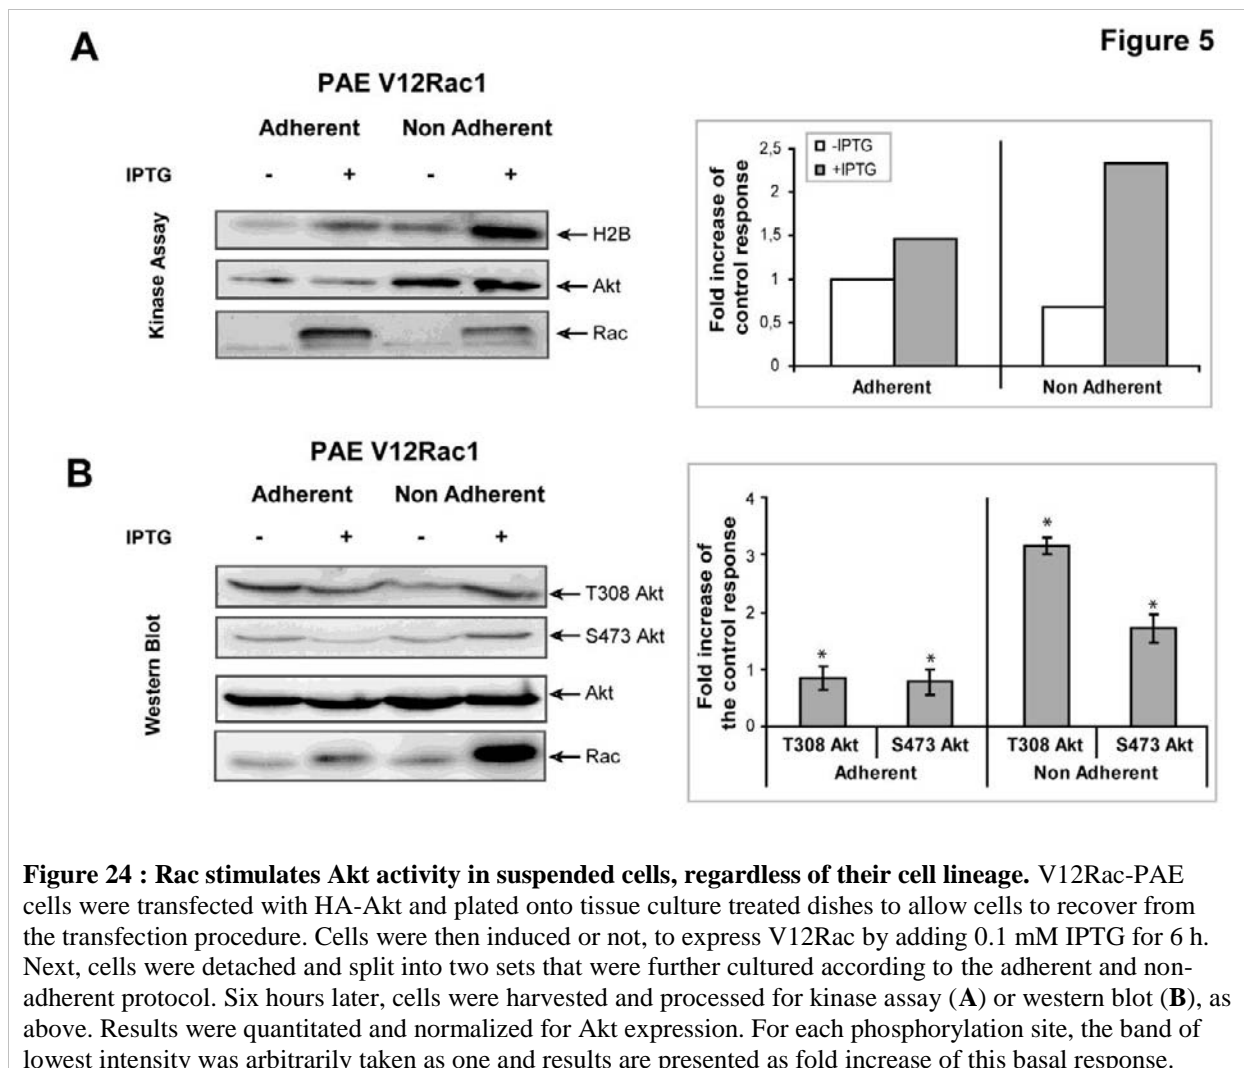 A
Figure 5
PAE V12Rac1
Adherent Non Adherent
IPTG - + - +
Kinase Assay
H2B
Akt
Rac
Fold increase of
control response
-IPTG
+IPTG
2,5
2
1,5
1
0,5
0
Adherent Non Adherent
B
PAE V12Rac1
Adherent Non Adherent
IPTG - + - +
Western Blot
T308 Akt
S473 Akt
Akt
Rac
Fold increase of
the control response
4
3
2
1
0
* * * *
T308 Akt S473 Akt T308 Akt S473 Akt
Adherent Non Adherent
Figure 24 : Rac stimulates Akt activity in suspended cells, regardless of their cell lineage. V12Rac-PAE
cells were transfected with HA-Akt and plated onto tissue culture treated dishes to allow cells to recover from
the transfection procedure. Cells were then induced or not, to express V12Rac by adding 0.1 mM IPTG for 6 h.
Next, cells were detached and split into two sets that were further cultured according to the adherent and non-
adherent protocol. Six hours later, cells were harvested and processed for kinase assay (A) or western blot (B), as
above. Results were quantitated and normalized for Akt expression. For each phosphorylation site, the band of
lowest intensity was arbitrarily taken as one and results are presented as fold increase of this basal response.